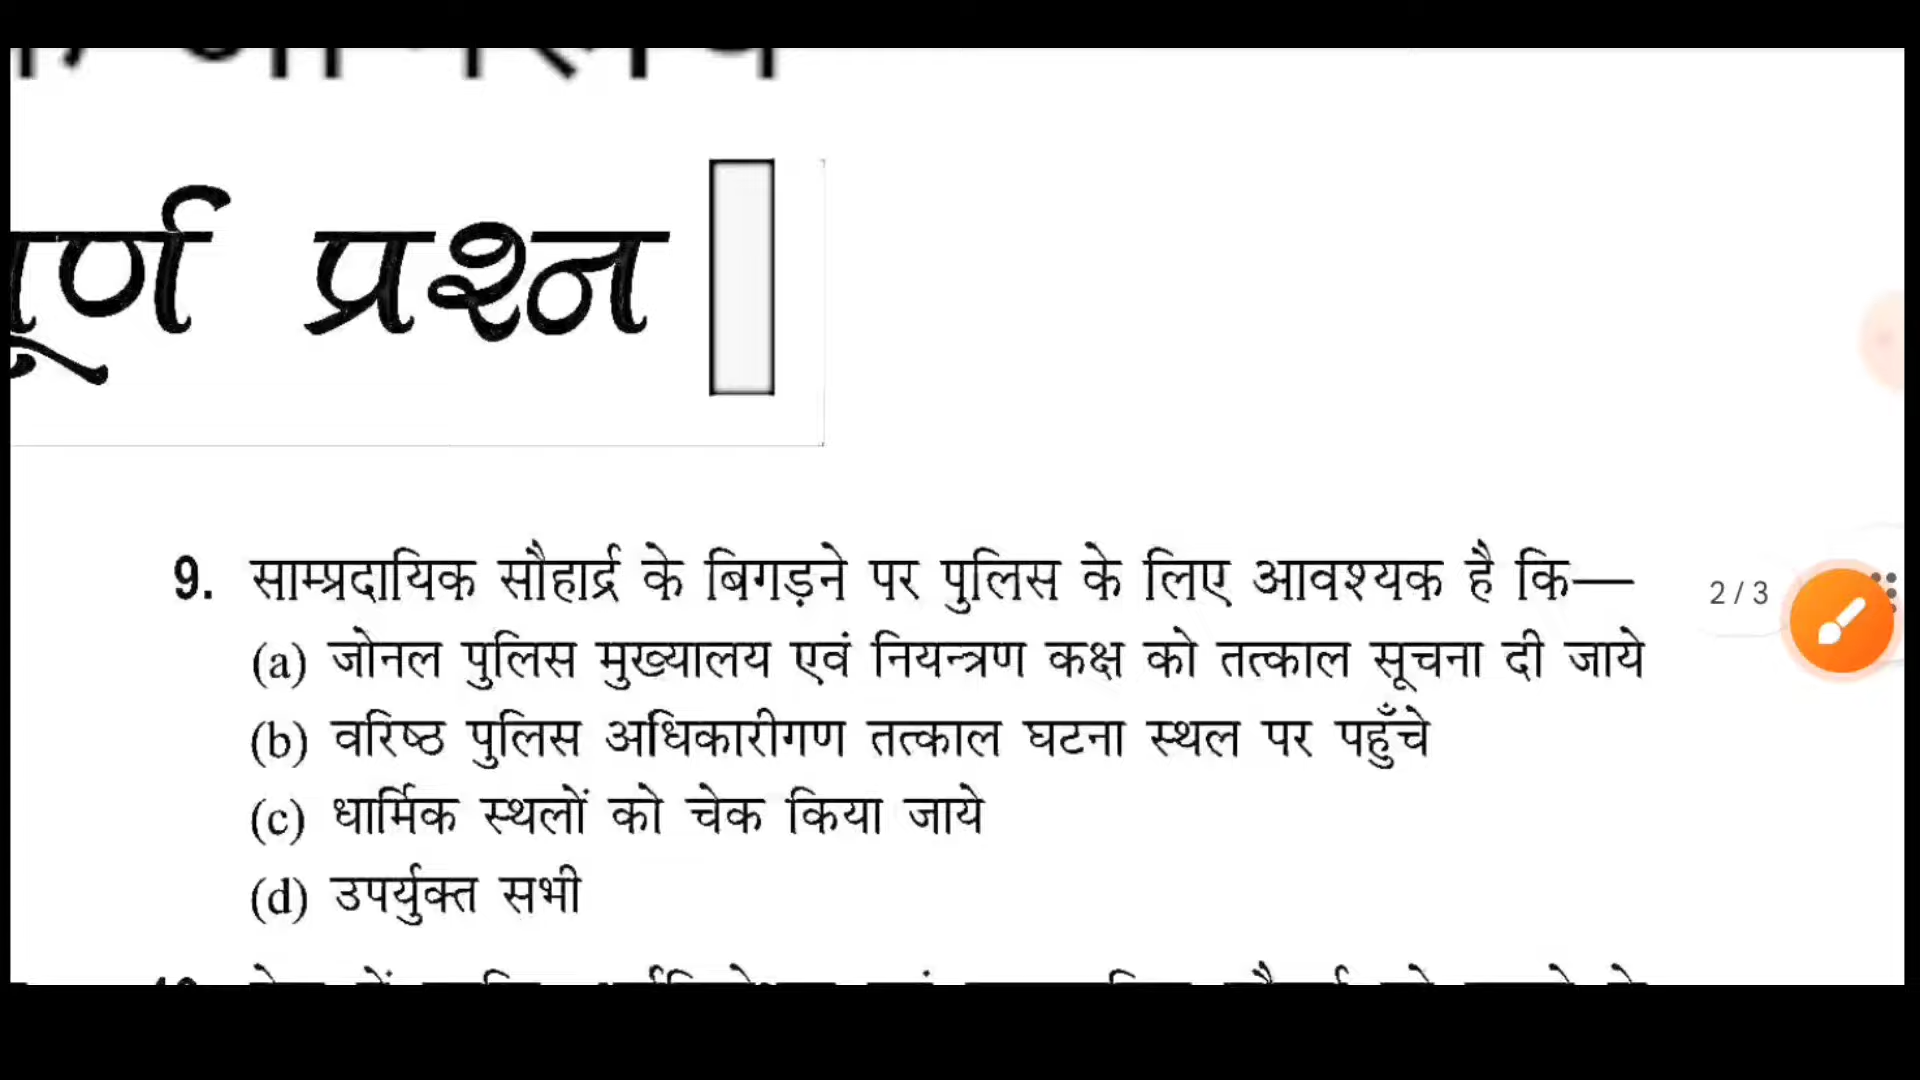 प्रश्न
9. साम्प्रदायिक सौहार्द्र के बिगड़ने पर पुलिस के लिए आवश्यक है कि—
2 / 3
(a) जोनल पुलिस मुख्यालय एवं नियन्त्रण कक्ष को तत्काल सूचना दी जाये
(b) वरिष्ठ पुलिस अधिकारीगण तत्काल घटना स्थल पर पहुँचे
(c) धार्मिक स्थलों को चेक किया जाये
(d) उपर्युक्त सभी